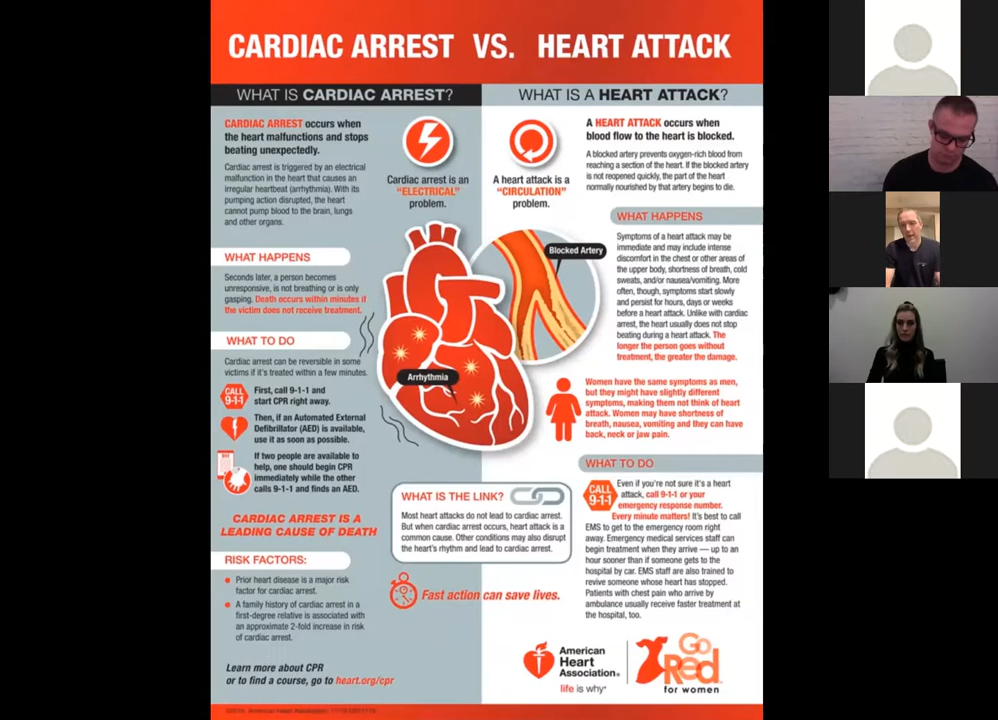 CARDIAC ARREST VS. HEART ATTACK
WHAT IS CARDIAC ARREST?
CARDIAC ARREST occurs when
the heart malfunctions and stops
beating unexpectedly.
Cardiac arrest is triggered by an electrical
malfunction in the heart that causes an
irregular heartbeat (arrhythmia). With its
pumping action disrupted, the heart
cannot pump blood to the brain, lungs
and other organs.
Cardiac arrest is an
"ELECTRICAL"
problem.
WHAT HAPPENS
Seconds later, a person becomes
unresponsive, is not breathing or is only
gasping. Death occurs within minutes if
the victim does not receive treatment.
WHAT TO DO
Cardiac arrest can be reversible in some
victims if it's treated within a few minutes.
CALL
9-1-1
First, call 9-1-1 and
start CPR right away.
Then, if an Automated External
Defibrillator (AED) is available,
use it as soon as possible.
If two people are available to
help, one should begin CPR
immediately while the other
calls 9-1-1 and finds an AED.
CARDIAC ARREST IS A
LEADING CAUSE OF DEATH
RISK FACTORS:
Prior heart disease is a major risk
factor for cardiac arrest.
A family history of cardiac arrest in a
first-degree relative is associated with
an approximate 2-fold increase in risk
of cardiac arrest.
Learn more about CPR
or to find a course, go to heart.org/cpr
Arrhythmia
Blocked Artery
WHAT IS THE LINK?
Most heart attacks do not lead to cardiac arrest.
But when cardiac arrest occurs, heart attack is a
common cause. Other conditions may also disrupt
the heart's rhythm and lead to cardiac arrest.
Fast action can save lives.
WHAT IS A HEART ATTACK?
A heart attack is a
"CIRCULATION"
problem.
A HEART ATTACK occurs when
blood flow to the heart is blocked.
A blocked artery prevents oxygen-rich blood from
reaching a section of the heart. If the blocked artery
is not reopened quickly, the part of the heart
normally nourished by that artery begins to die.
WHAT HAPPENS
Symptoms of a heart attack may be
immediate and may include intense
discomfort in the chest or other areas of
the upper body, shortness of breath, cold
sweats, and/or nausea/vomiting. More
often, though, symptoms start slowly
and persist for hours, days or weeks
before a heart attack. Unlike with cardiac
arrest, the heart usually does not stop
beating during a heart attack. The
longer the person goes without
treatment, the greater the damage.
Women have the same symptoms as men,
but they might have slightly different
symptoms, making them not think of heart
attack. Women may have shortness of
breath, nausea, vomiting and they can have
back, neck or jaw pain.
WHAT TO DO
CALL
9-1-1
Even if you're not sure it's a heart
attack, call 9-1-1 or your
emergency response number.
Every minute matters! It's best to call
EMS to get to the emergency room right
away. Emergency medical services staff can
begin treatment when they arrive — up to an
hour sooner than if someone gets to the
hospital by car. EMS staff are also trained to
revive someone whose heart has stopped.
Patients with chest pain who arrive by
ambulance usually receive faster treatment at
the hospital, too.
American
Heart
Association®
life is why™
Go
Red
for women